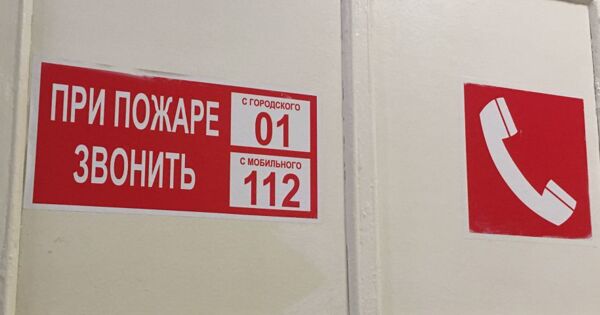 ПРИ ПОЖАРЕ
ЗВОНИТЬ
С ГОРОДСКОГО
01
С МОБИЛЬНОГО
112